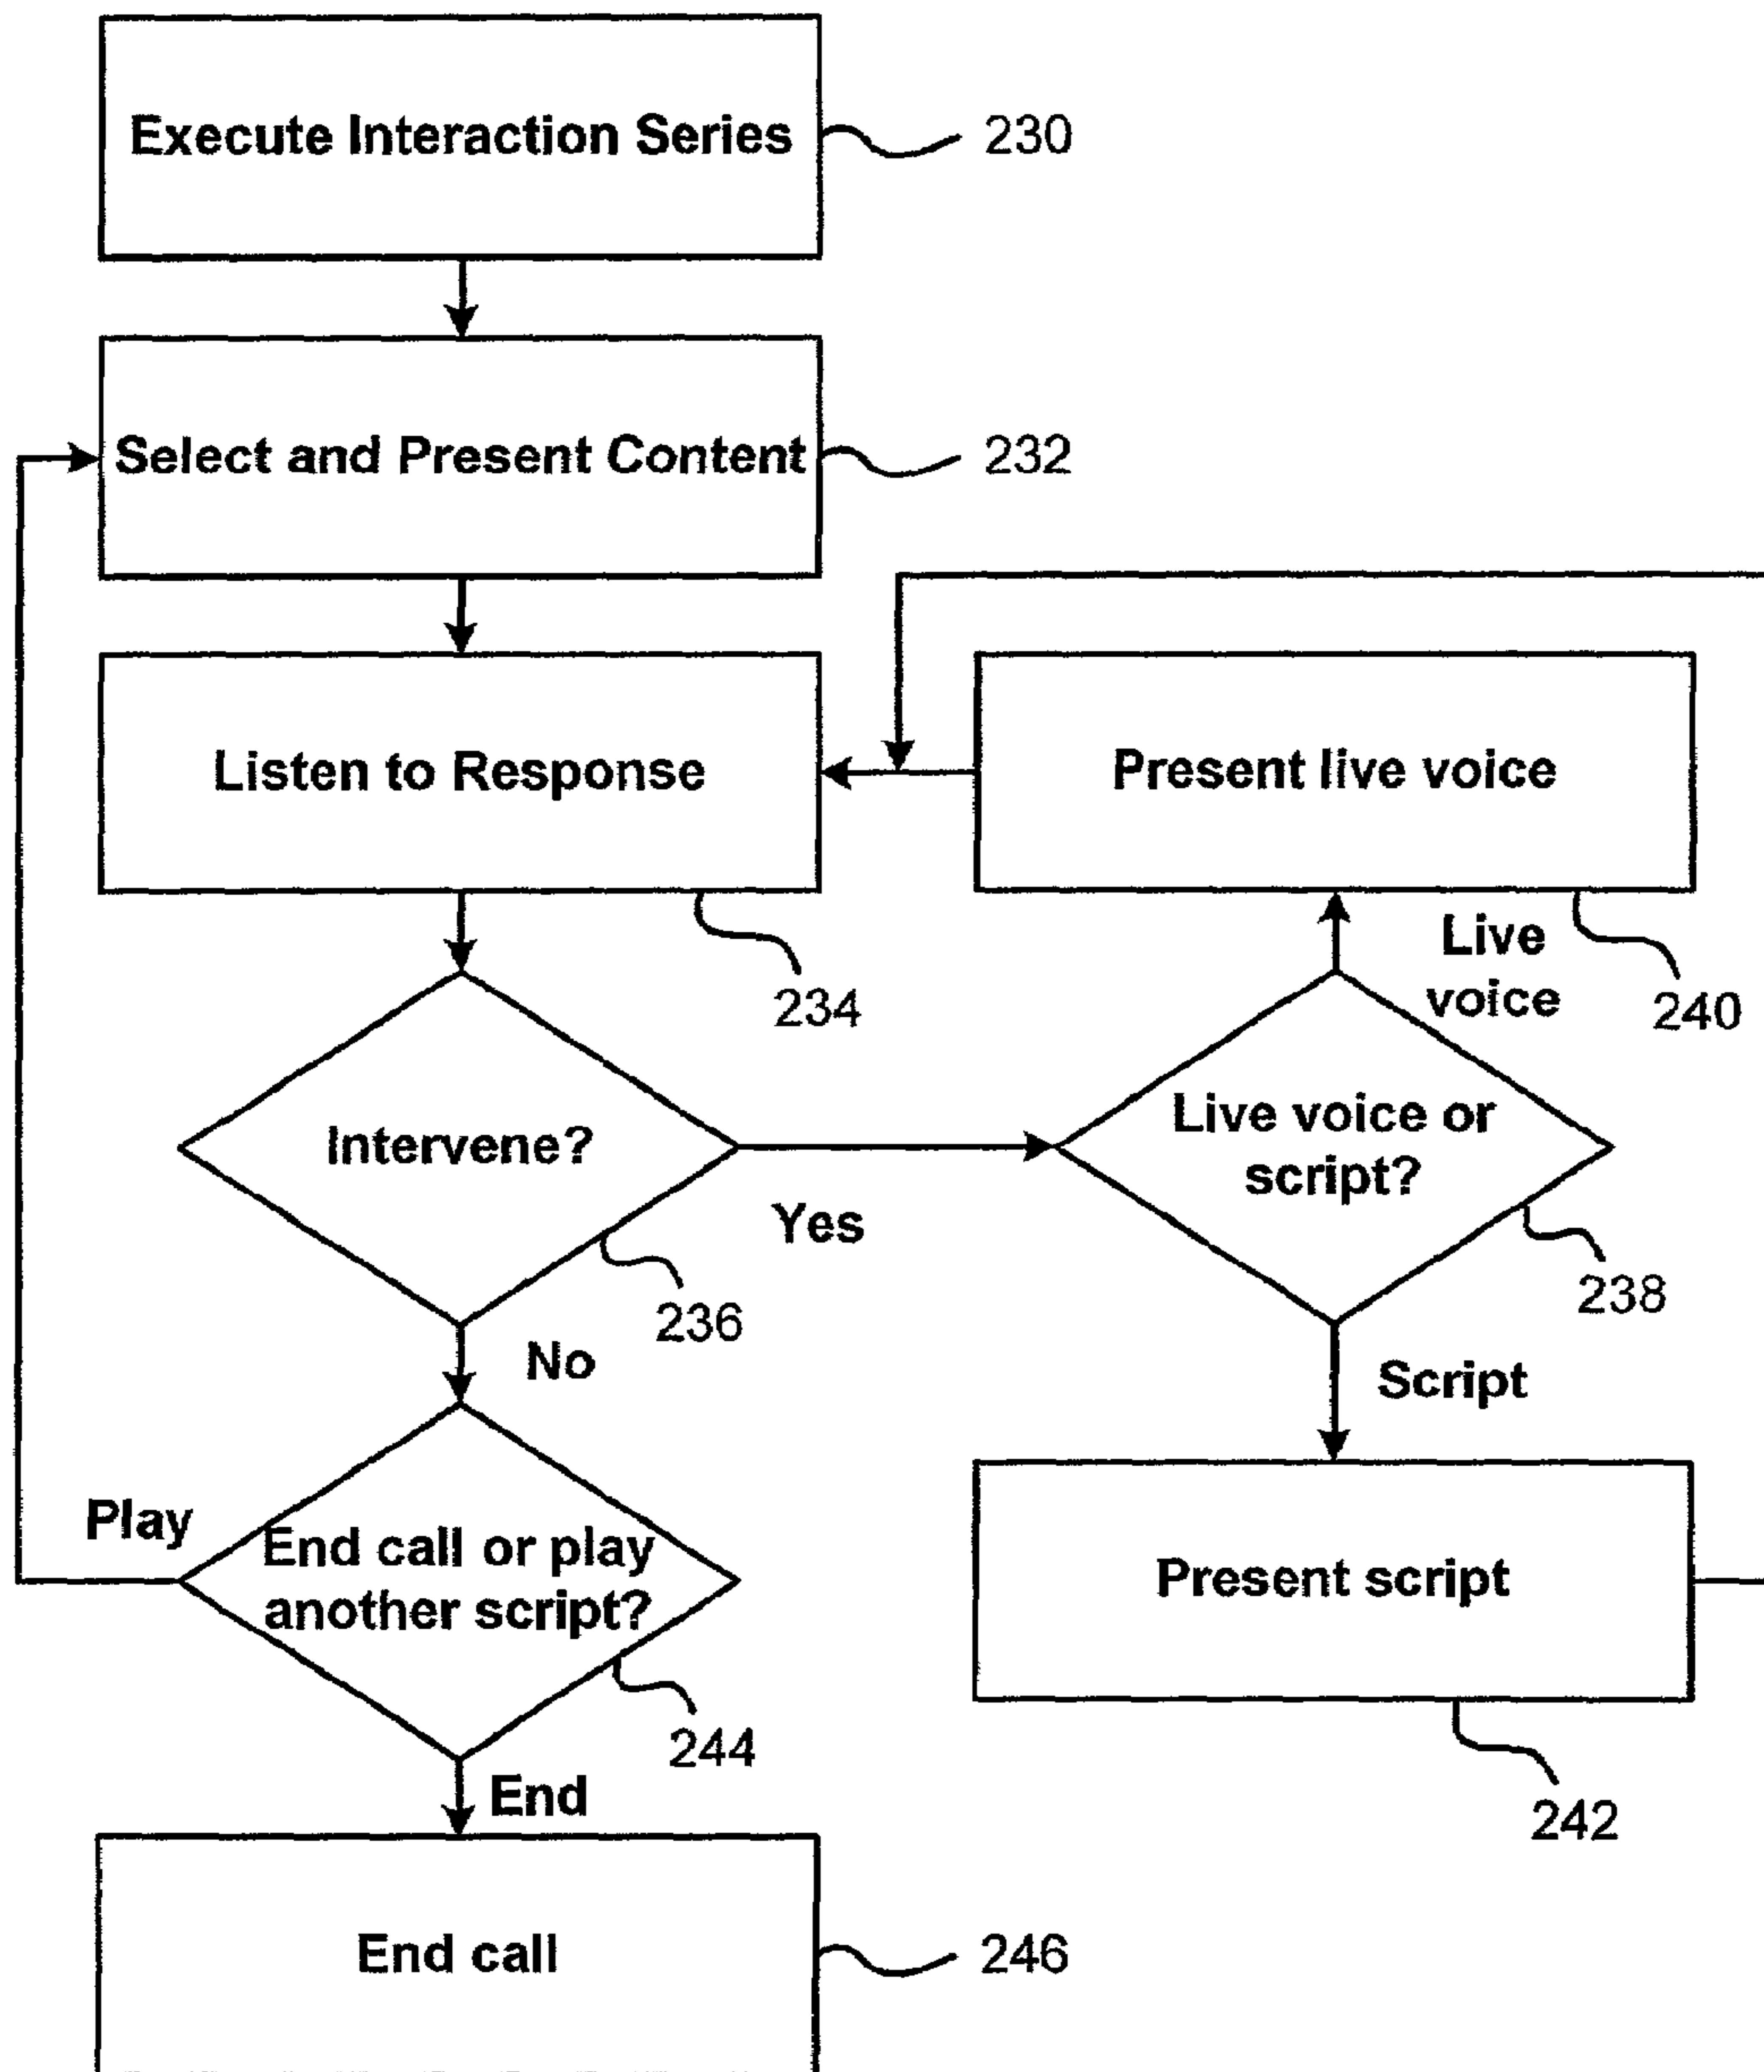 Execute Interaction Series
230
Select and Present Content
232
Listen to Response
234
Present live voice
240
Live
voice
Intervene?
236
Yes
Live voice or
script?
238
No
Script
Play
End call or play
another script?
244
Present script
242
End
End call
246